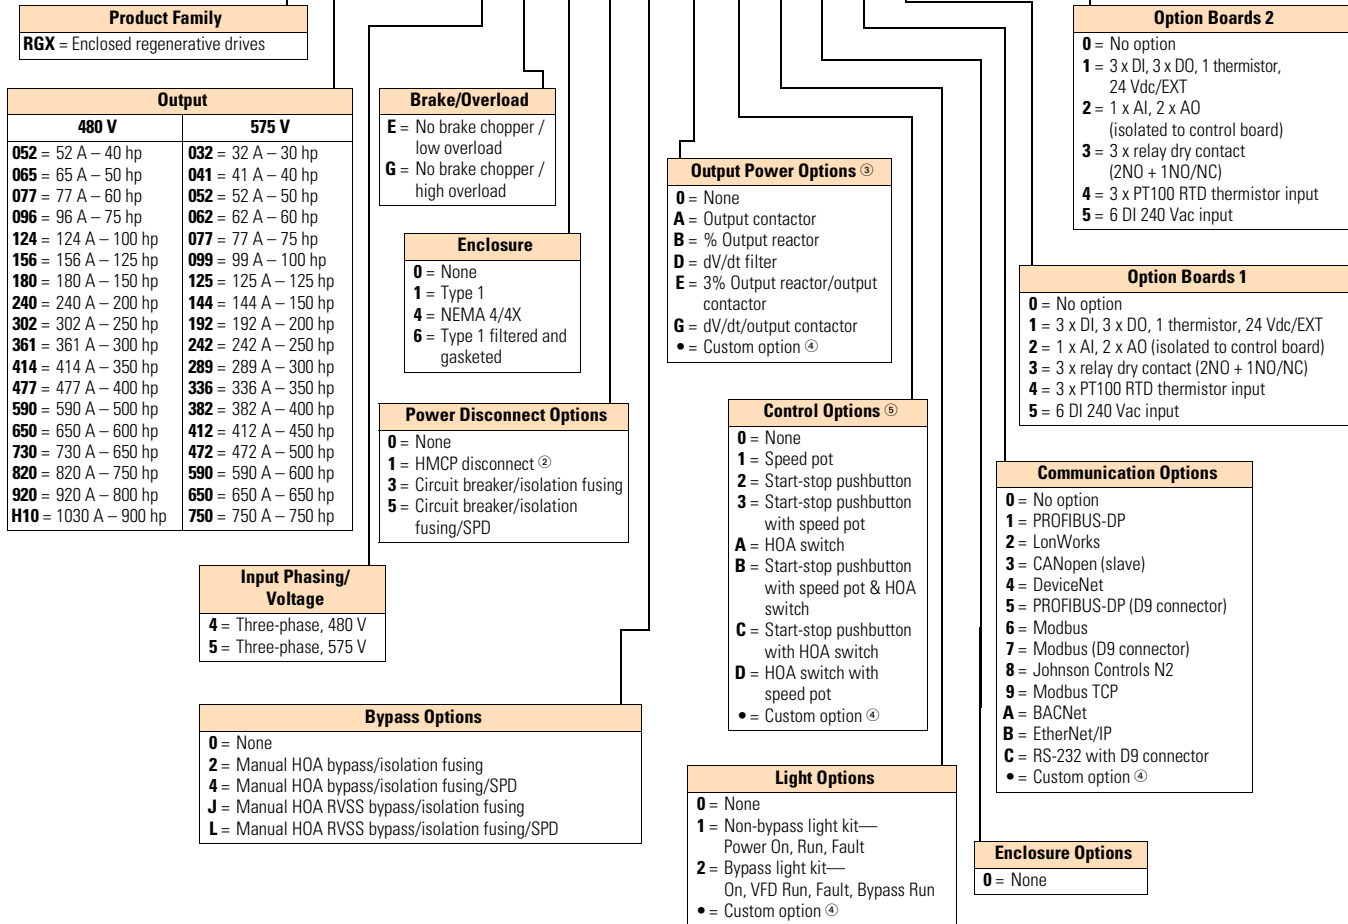 Product Family
RGX = Enclosed regenerative drives
Output
480 V
575 V
052 = 52 A – 40 hp
065 = 65 A – 50 hp
077 = 77 A – 60 hp
096 = 96 A – 75 hp
124 = 124 A – 100 hp
156 = 156 A – 125 hp
180 = 180 A – 150 hp
240 = 240 A – 200 hp
302 = 302 A – 250 hp
361 = 361 A – 300 hp
414 = 414 A – 350 hp
477 = 477 A – 400 hp
590 = 590 A – 500 hp
650 = 650 A – 600 hp
730 = 730 A – 650 hp
820 = 820 A – 750 hp
920 = 920 A – 800 hp
H10 = 1030 A – 900 hp
032 = 32 A – 30 hp
041 = 41 A – 40 hp
052 = 52 A – 50 hp
062 = 62 A – 60 hp
077 = 77 A – 75 hp
099 = 99 A – 100 hp
125 = 125 A – 125 hp
144 = 144 A – 150 hp
192 = 192 A – 200 hp
242 = 242 A – 250 hp
289 = 289 A – 300 hp
336 = 336 A – 350 hp
382 = 382 A – 400 hp
412 = 412 A – 450 hp
472 = 472 A – 500 hp
590 = 590 A – 600 hp
650 = 650 A – 650 hp
750 = 750 A – 750 hp
Input Phasing/
Voltage
4 = Three-phase, 480 V
5 = Three-phase, 575 V
Brake/Overload
E = No brake chopper /
low overload
G = No brake chopper /
high overload
Enclosure
0 = None
1 = Type 1
4 = NEMA 4/4X
6 = Type 1 filtered and
gasketed
Power Disconnect Options
0 = None
1 = HMCP disconnect ②
3 = Circuit breaker/isolation fusing
5 = Circuit breaker/isolation
fusing/SPD
Bypass Options
0 = None
2 = Manual HOA bypass/isolation fusing
4 = Manual HOA bypass/isolation fusing/SPD
J = Manual HOA RVSS bypass/isolation fusing
L = Manual HOA RVSS bypass/isolation fusing/SPD
Output Power Options ③
0 = None
A = Output contactor
B = % Output reactor
D = dV/dt filter
E = 3% Output reactor/output
contactor
G = dV/dt/output contactor
• = Custom option ④
Control Options ⑤
0 = None
1 = Speed pot
2 = Start-stop pushbutton
3 = Start-stop pushbutton
with speed pot
A = HOA switch
B = Start-stop pushbutton
with speed pot & HOA
switch
C = Start-stop pushbutton
with HOA switch
D = HOA switch with
speed pot
• = Custom option ④
Light Options
0 = None
1 = Non-bypass light kit—
Power On, Run, Fault
2 = Bypass light kit—
On, VFD Run, Fault, Bypass Run
• = Custom option ④
Enclosure Options
0 = None
Communication Options
0 = No option
1 = PROFIBUS-DP
2 = LonWorks
3 = CANopen (slave)
4 = DeviceNet
5 = PROFIBUS-DP (D9 connector)
6 = Modbus
7 = Modbus (D9 connector)
8 = Johnson Controls N2
9 = Modbus TCP
A = BACNet
B = EtherNet/IP
C = RS-232 with D9 connector
• = Custom option ④
Option Boards 1
0 = No option
1 = 3 x DI, 3 x DO, 1 thermistor, 24 Vdc/EXT
2 = 1 x AI, 2 x AO (isolated to control board)
3 = 3 x relay dry contact (2NO + 1NO/NC)
4 = 3 x PT100 RTD thermistor input
5 = 6 DI 240 Vac input
Option Boards 2
0 = No option
1 = 3 x DI, 3 x DO, 1 thermistor,
24 Vdc/EXT
2 = 1 x AI, 2 x AO
(isolated to control board)
3 = 3 x relay dry contact
(2NO + 1NO/NC)
4 = 3 x PT100 RTD thermistor input
5 = 6 DI 240 Vac input